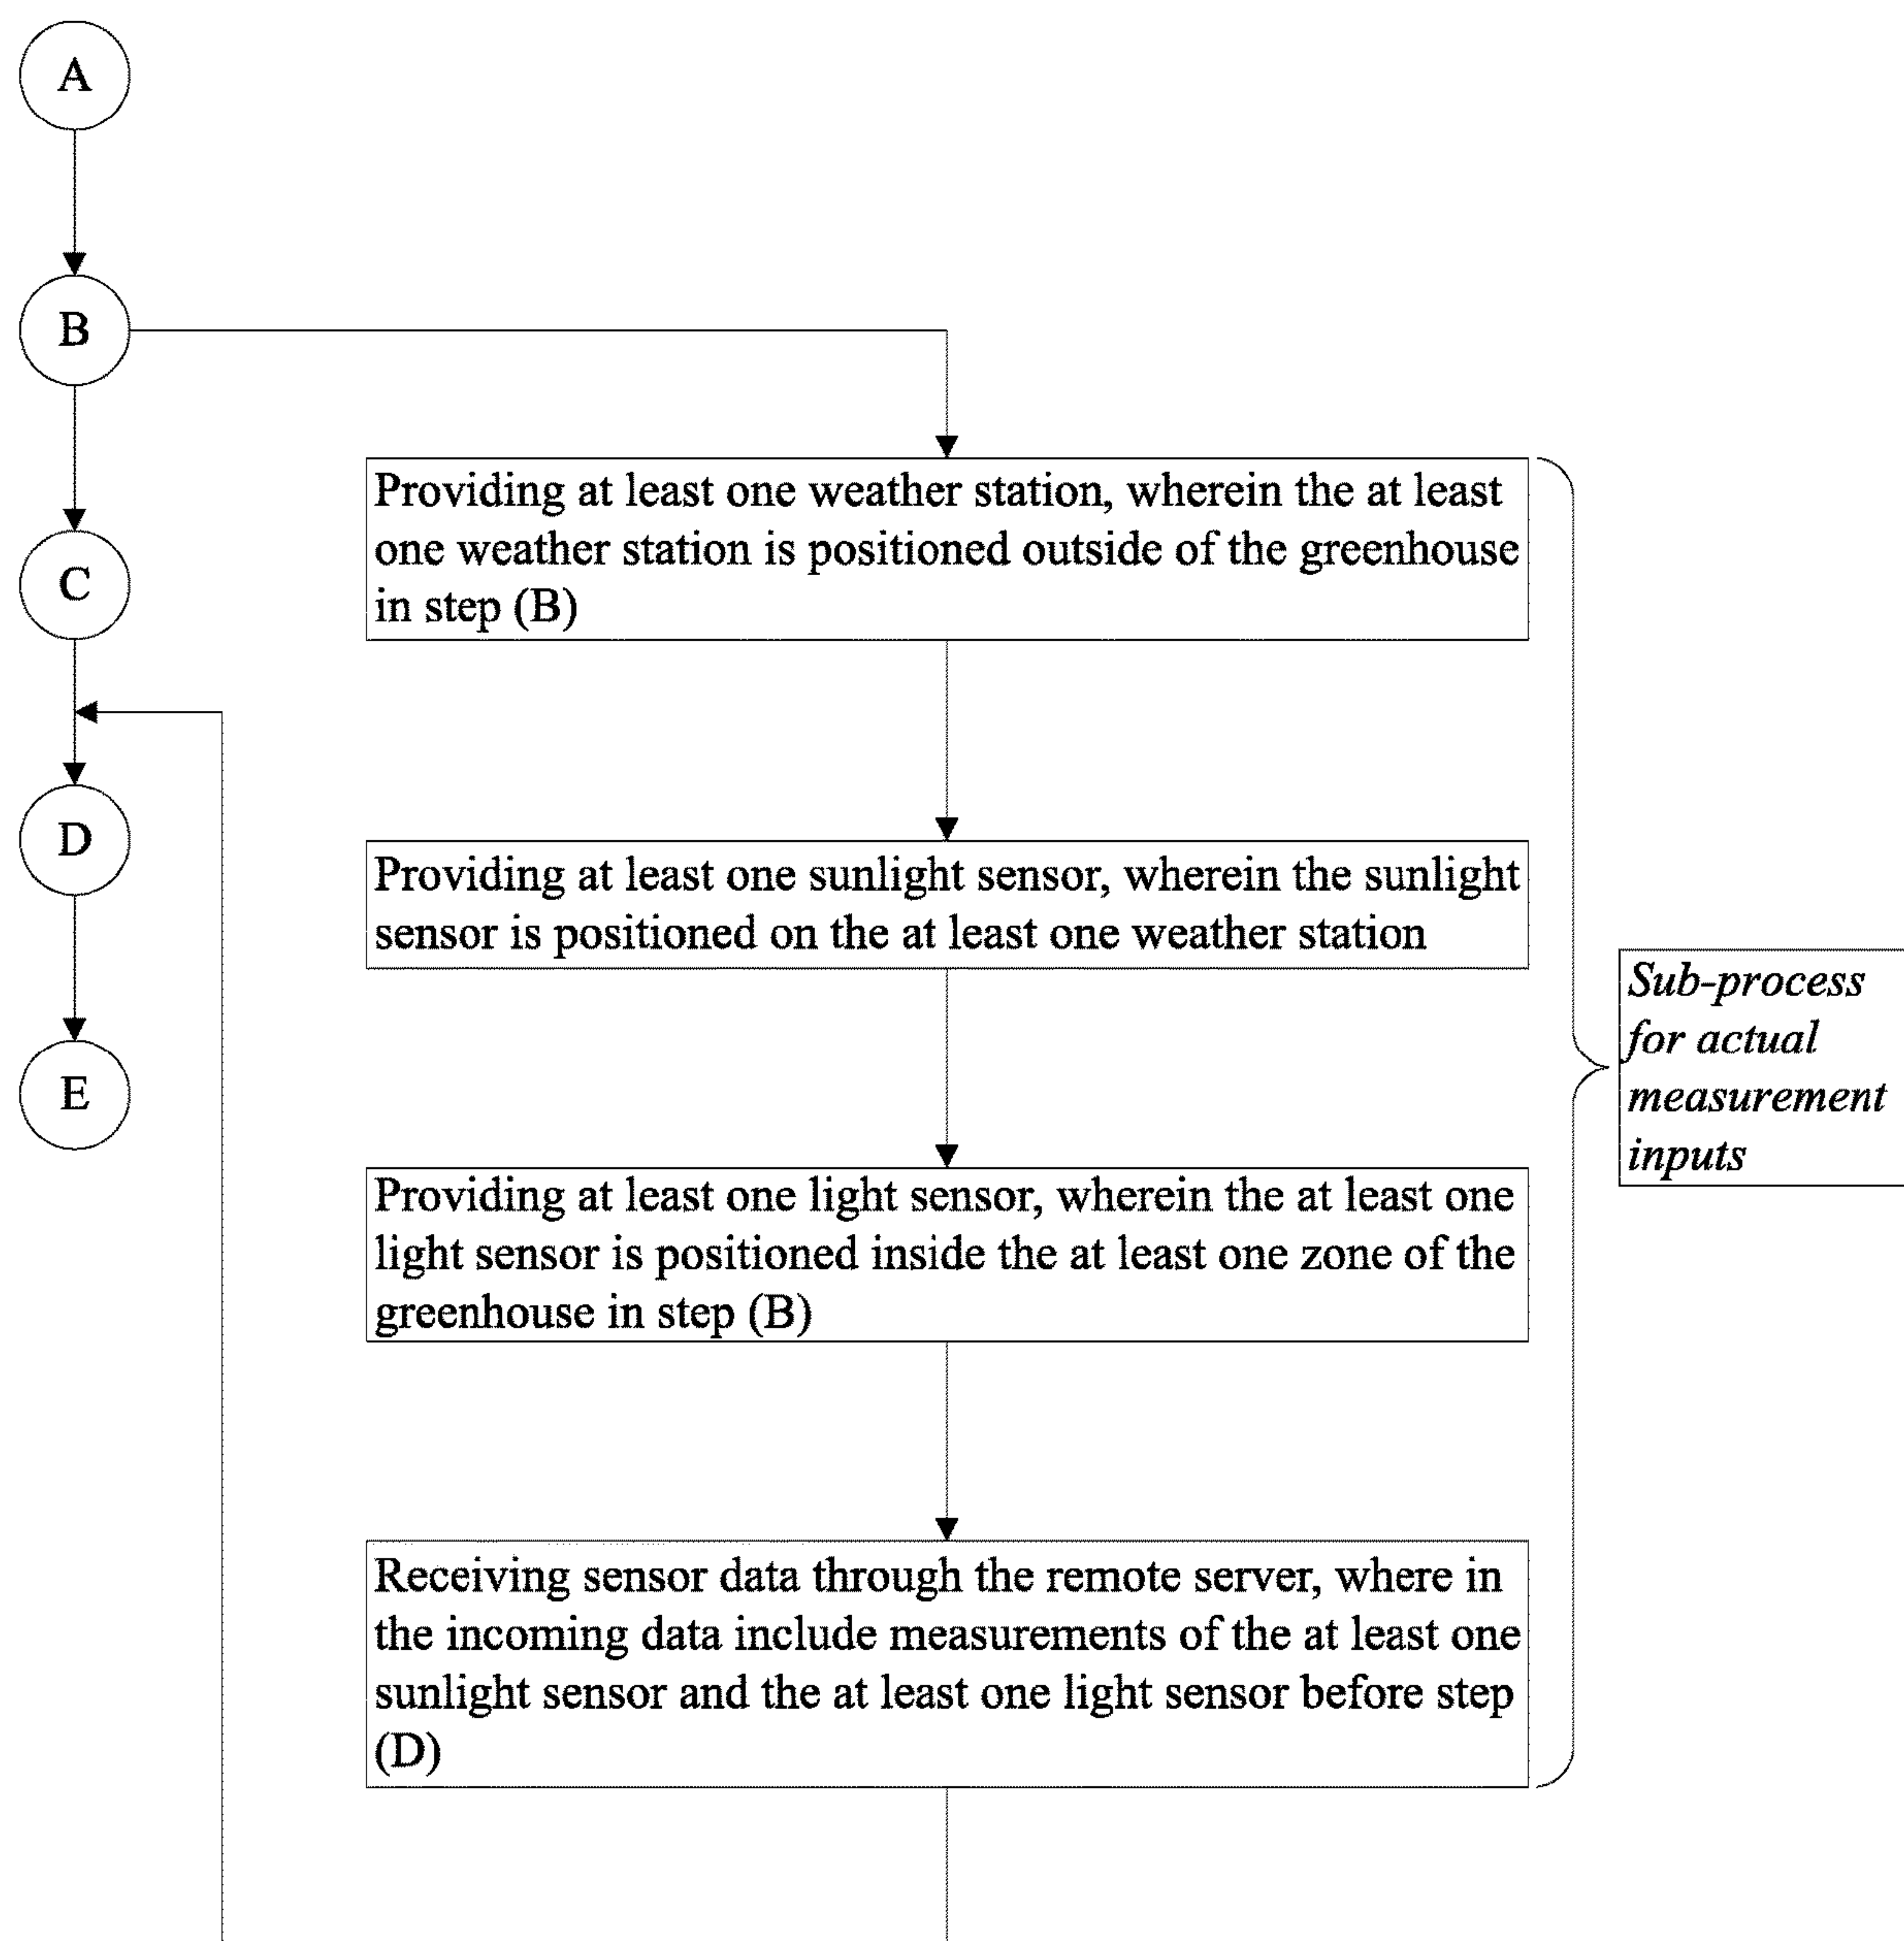 A
B
C
D
E
Providing at least one weather station, wherein the at least
one weather station is positioned outside of the greenhouse
in step (B)
Providing at least one sunlight sensor, wherein the sunlight
sensor is positioned on the at least one weather station
Providing at least one light sensor, wherein the at least one
light sensor is positioned inside the at least one zone of the
greenhouse in step (B)
Receiving sensor data through the remote server, where in
the incoming data include measurements of the at least one
sunlight sensor and the at least one light sensor before step
(D)
Sub-process
for actual
measurement
inputs